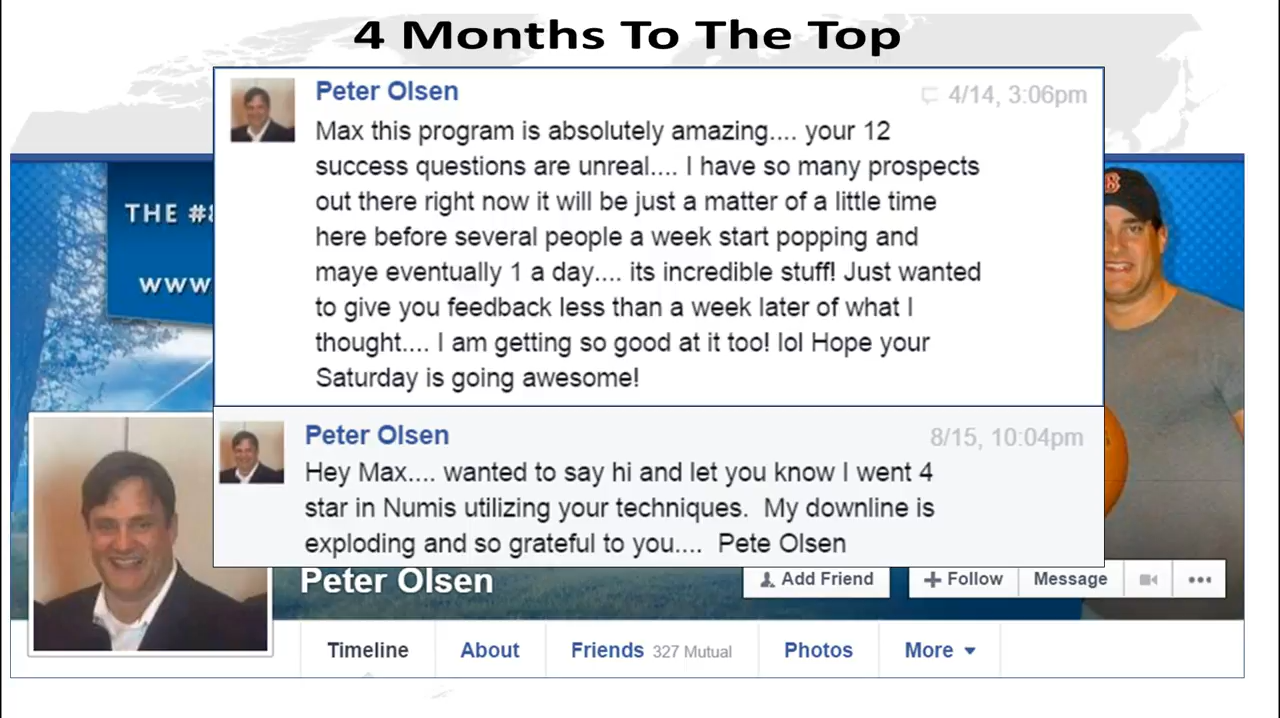 4 Months To The Top
Peter Olsen
4/14, 3:06pm
Max this program is absolutely amazing.... your 12
success questions are unreal.... I have so many prospects
out there right now it will be just a matter of a little time
here before several people a week start popping and
maye eventually 1 a day.... its incredible stuff! Just wanted
to give you feedback less than a week later of what I
thought.... I am getting so good at it too! lol Hope your
Saturday is going awesome!
THE #
WWW
B
Peter Olsen
8/15, 10:04pm
Hey Max.... wanted to say hi and let you know I went 4
star in Numis utilizing your techniques.  My downline is
exploding and so grateful to you....  Pete Olsen
Peter Olsen
Add Friend
Follow
Message
Timeline
About
Friends 327 Mutual
Photos
More